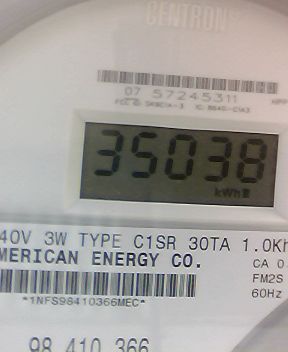 CENTRON
07 57245311
35038
kWh
40V 3W TYPE C1SR 30TA 1.0Kh
MERICAN ENERGY CO.
CA 0.
FM2S
60Hz
*1NFS98410366MEC*
98 410 366